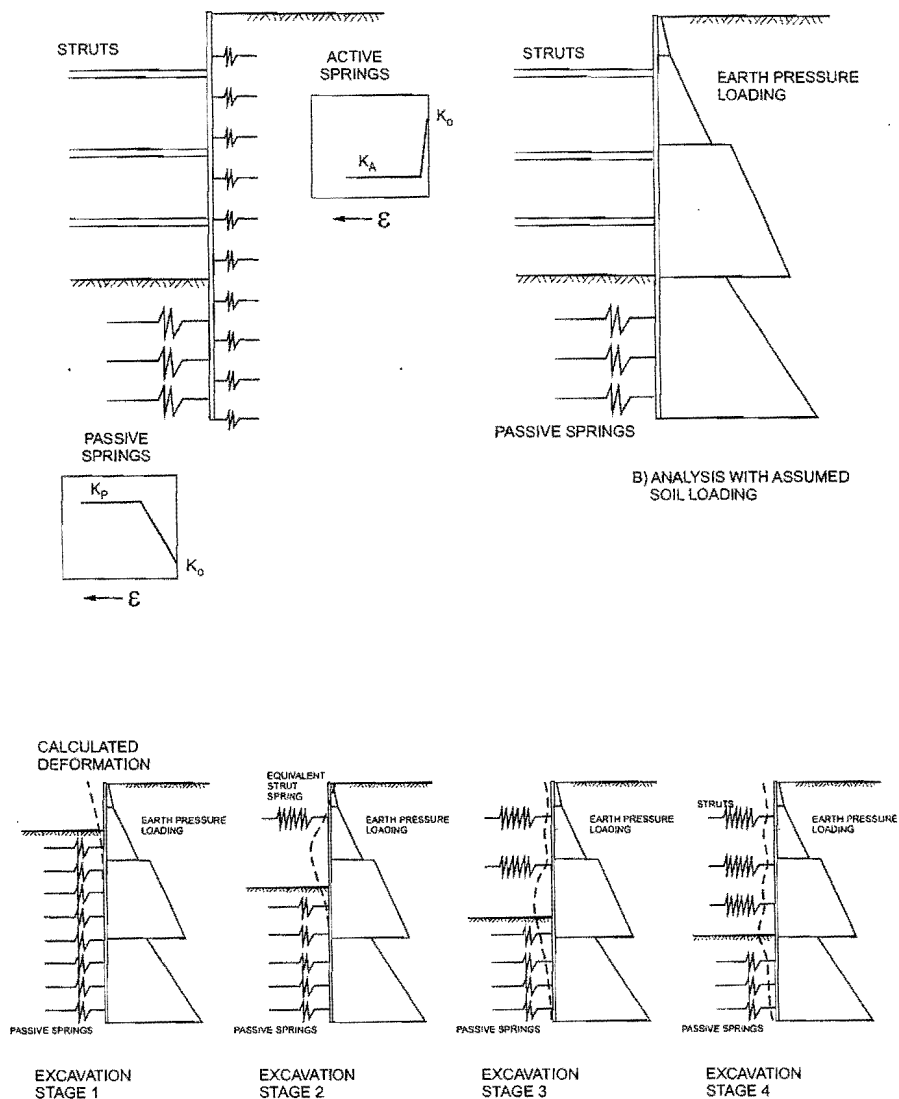 STRUTS
ACTIVE
SPRINGS
K₀
K_A
← ε
PASSIVE
SPRINGS
K_P
K₀
← ε
STRUTS
EARTH PRESSURE
LOADING
PASSIVE SPRINGS
B) ANALYSIS WITH ASSUMED
SOIL LOADING
CALCULATED
DEFORMATION
EARTH PRESSURE
LOADING
PASSIVE SPRINGS
EXCAVATION
STAGE 1
EQUIVALENT
STRUT
SPRING
EARTH PRESSURE
LOADING
PASSIVE SPRINGS
EXCAVATION
STAGE 2
EARTH PRESSURE
LOADING
PASSIVE SPRINGS
EXCAVATION
STAGE 3
STRUTS
EARTH PRESSURE
LOADING
PASSIVE SPRINGS
EXCAVATION
STAGE 4